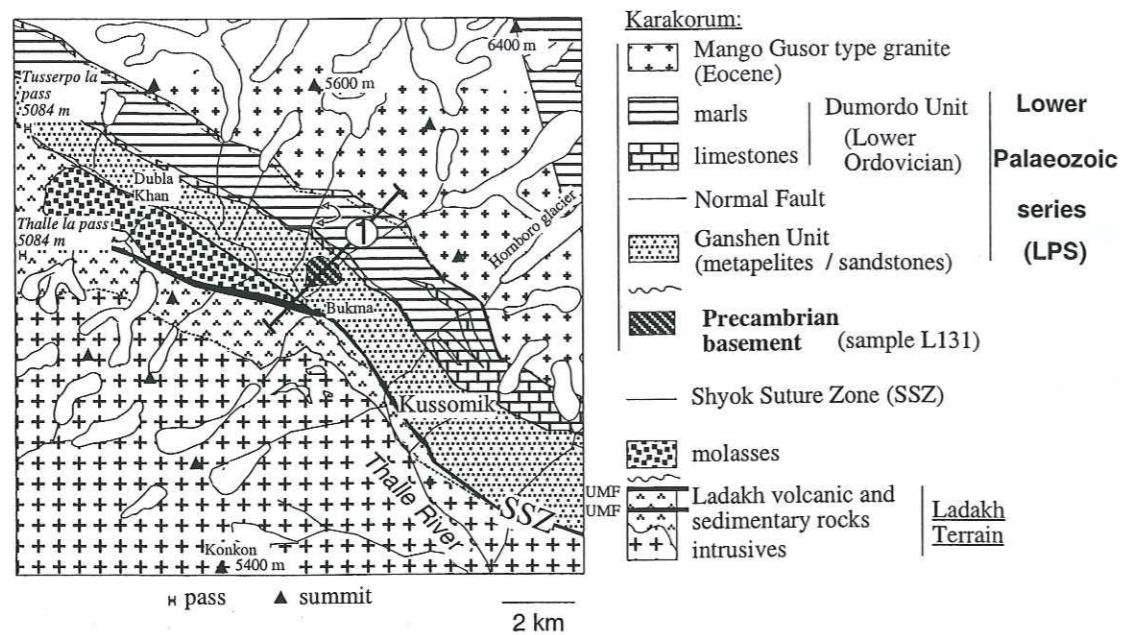 6400 m
Tusserpo la
pass
5084 m
5600 m
Dubla
Khan
Thalle la pass
5084 m
1
Hornboro glacier
Bukma
Kussomik
Thalle River
SSZ
Konkon
5400 m
pass
summit
2 km
Karakorum:
Mango Gusor type granite
(Eocene)
marls
limestones
Dumordo Unit
(Lower
Ordovician)
Lower
Palaeozoic
series
(LPS)
Normal Fault
Ganshen Unit
(metapelites / sandstones)
Precambrian
basement (sample L131)
Shyok Suture Zone (SSZ)
molasses
UMF
UMF
Ladakh volcanic and
sedimentary rocks
intrusives
Ladakh
Terrain